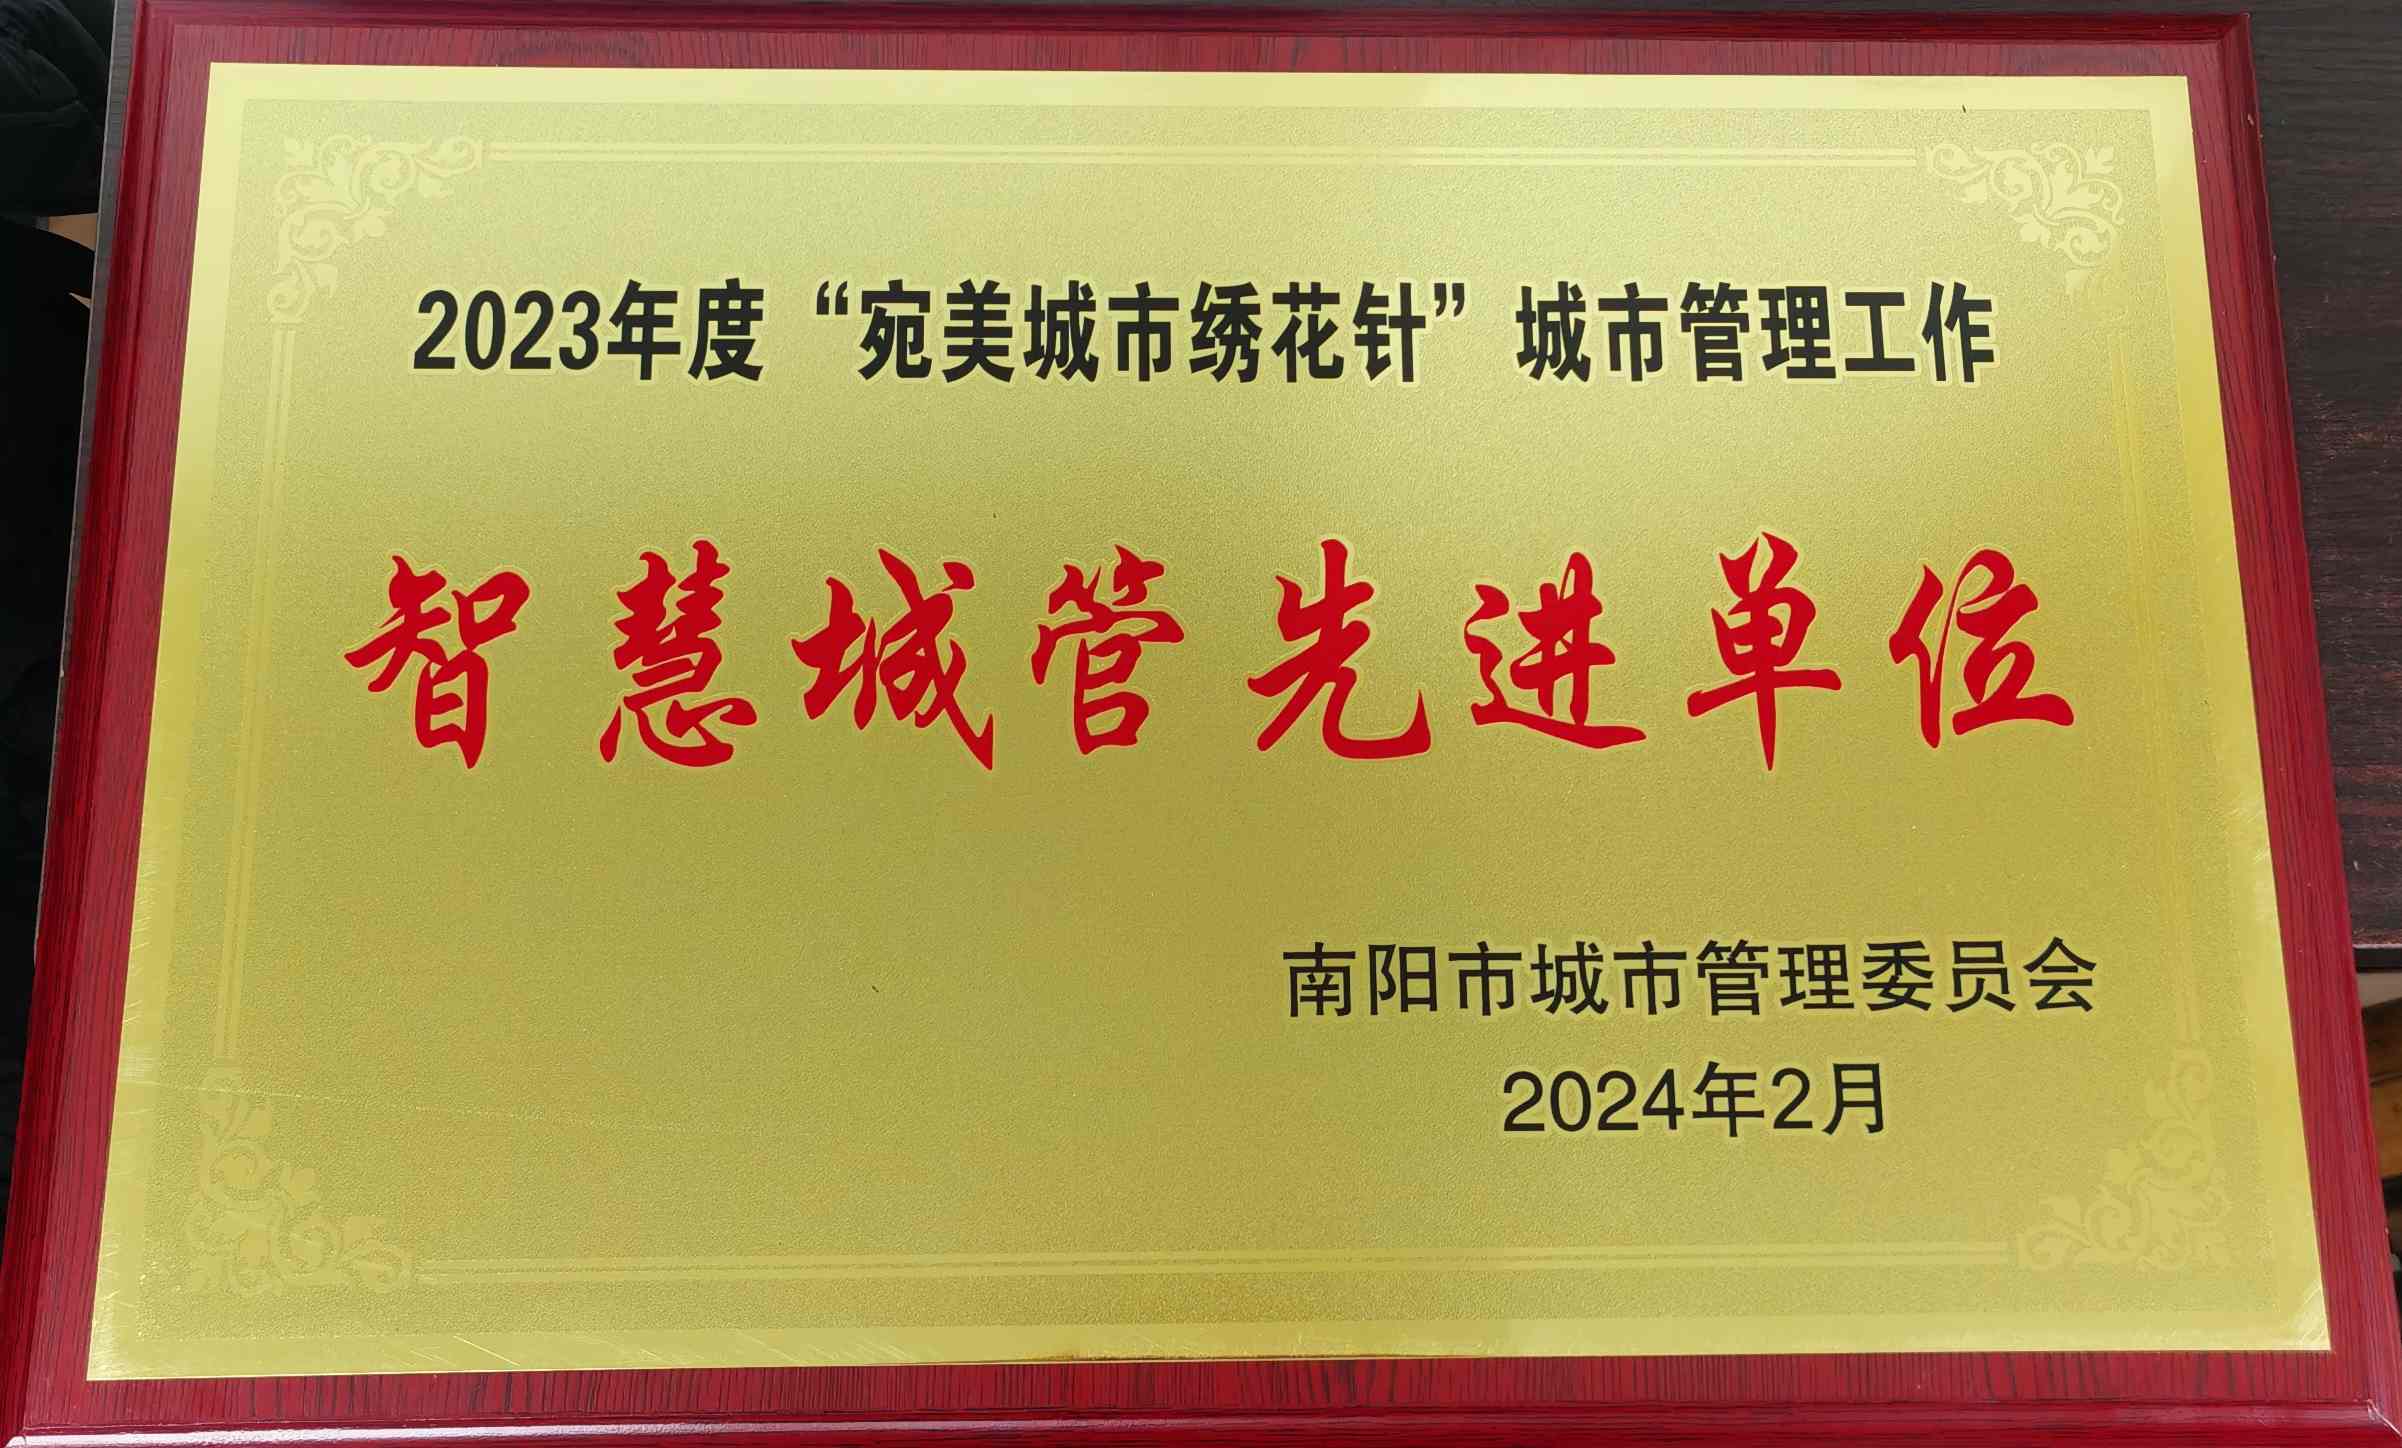 2023年度“宛美城市绣花针”城市管理工作
智慧城管先进单位
南阳市城市管理委员会
2024年2月